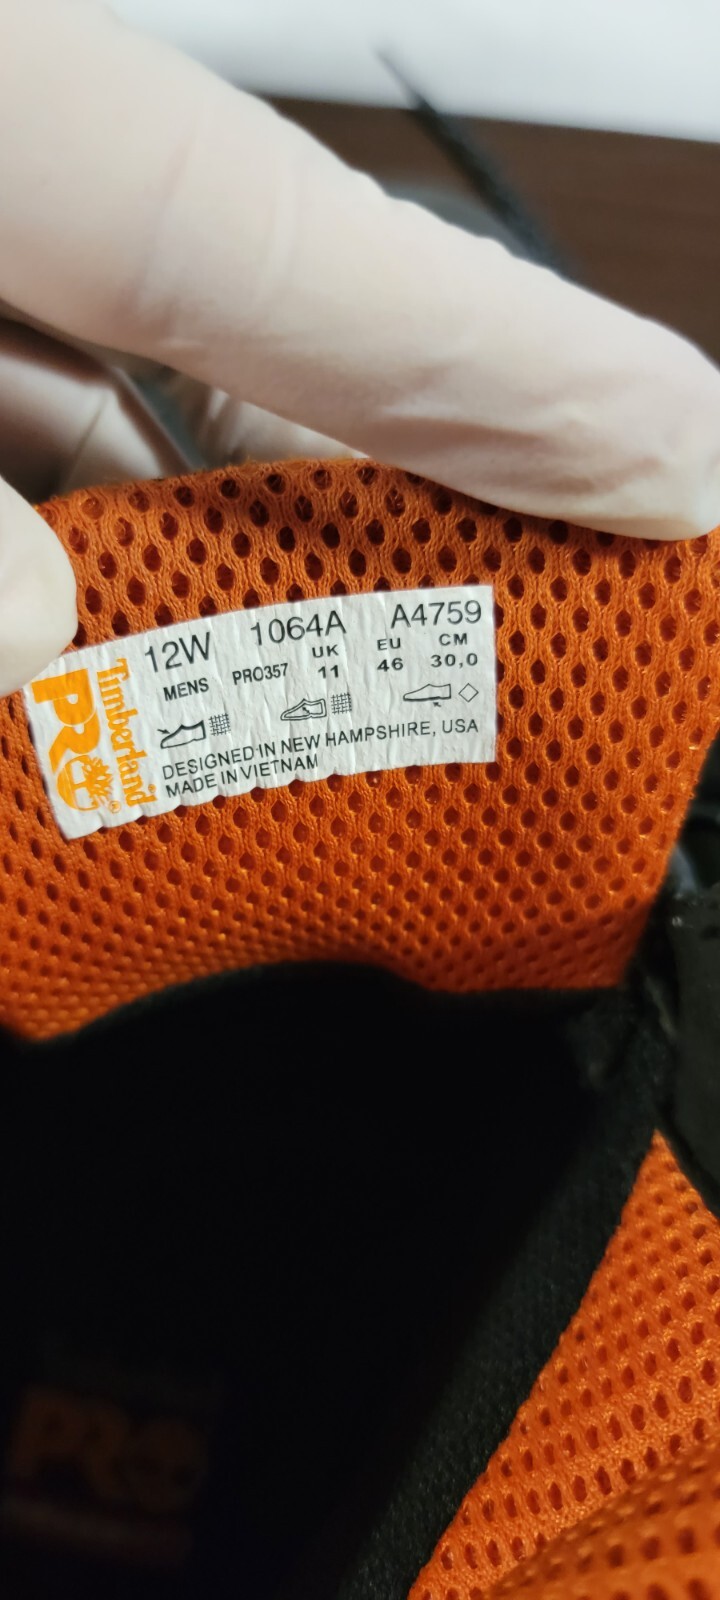 12W 1064A A4759
MENS PRO357 UK 11 EU 46 CM 30,0
DESIGNED IN NEW HAMPSHIRE, USA
MADE IN VIETNAM
Timberland
PRO ®
PRO